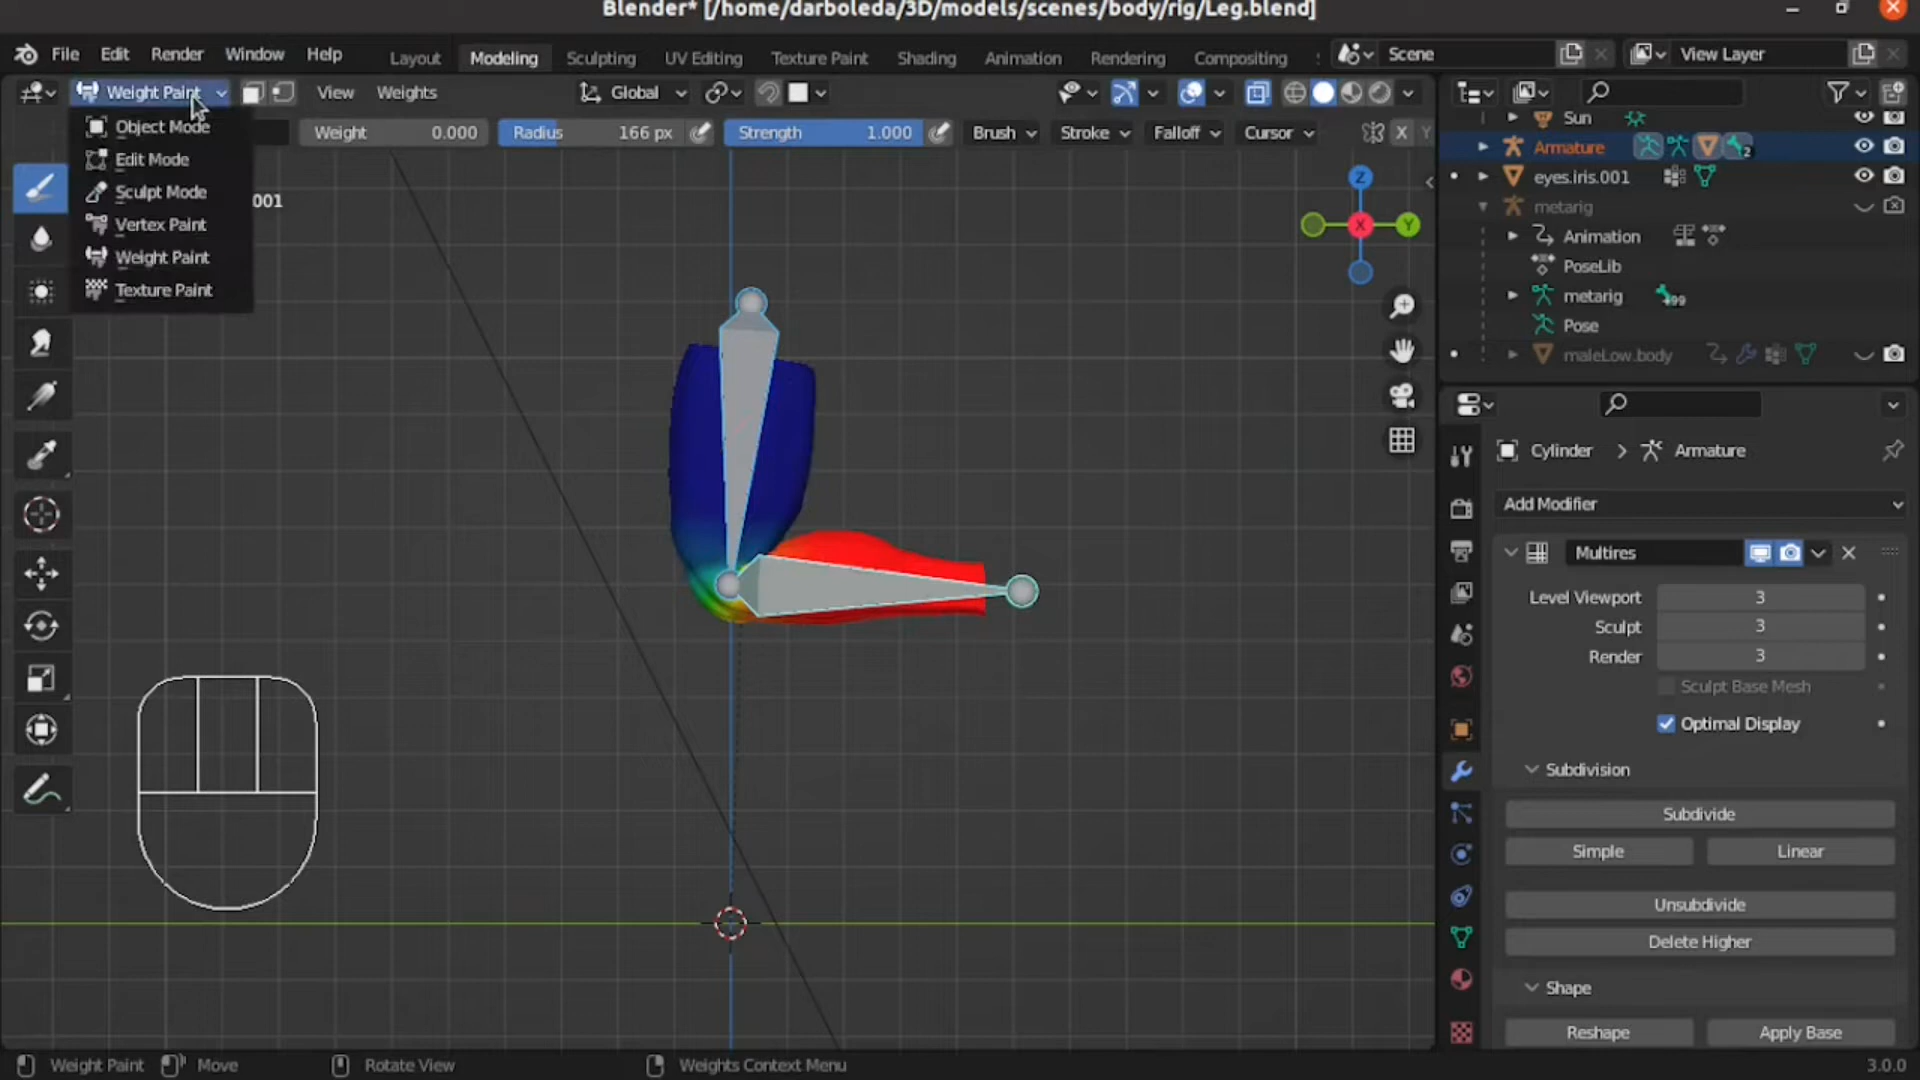 Blender* [/home/darboleda/3D/models/scenes/body/rig/Leg.blend]
File Edit Render Window Help Layout Modeling Sculpting UV Editing Texture Paint Shading Animation Rendering Compositing Scene View Layer
Weight Paint View Weights Global
Weight 0.000 Radius 166 px Strength 1.000 Brush Stroke Falloff Cursor X Y
Object Mode
Edit Mode
Sculpt Mode
Vertex Paint
Weight Paint
Texture Paint
001
Z
X
Y
Sun
Armature 2
eyes.iris.001
metarig
Animation
PoseLib
metarig 99
Pose
maleLow.body
Cylinder > Armature
Add Modifier
Multires
Level Viewport 3
Sculpt 3
Render 3
Sculpt Base Mesh
Optimal Display
Subdivision
Subdivide
Simple Linear
Unsubdivide
Delete Higher
Shape
Reshape Apply Base
Weight Paint Move Rotate View Weights Context Menu 3.0.0